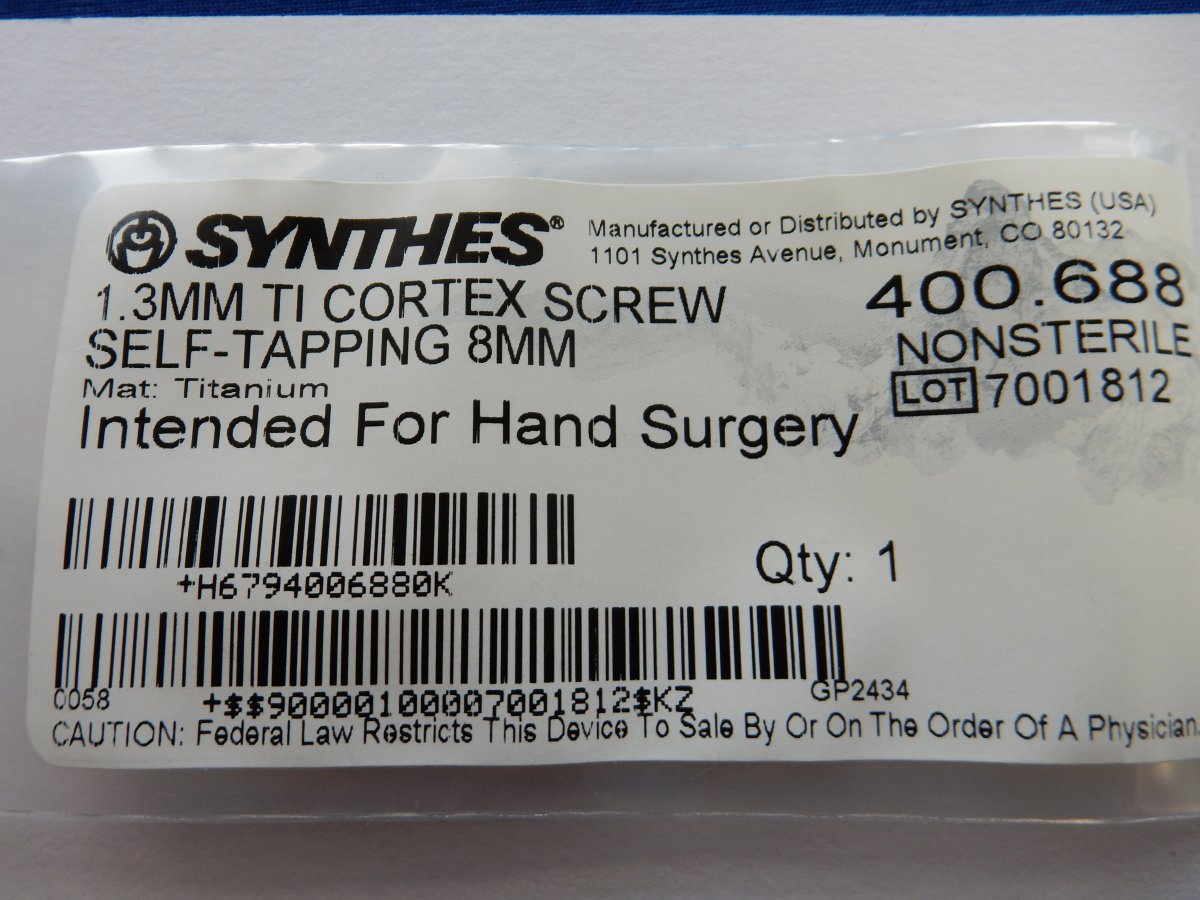 SYNTHES®
Manufactured or Distributed by SYNTHES (USA)
1101 Synthes Avenue, Monument, CO 80132
1.3MM TI CORTEX SCREW
SELF-TAPPING 8MM
400.688
NONSTERILE
LOT 7001812
Mat: Titanium
Intended For Hand Surgery
+H6794006880K
Qty: 1
0058
+$$9000010007001812$KZ
GP2434
CAUTION: Federal Law Restricts This Device To Sale By Or On The Order Of A Physician.